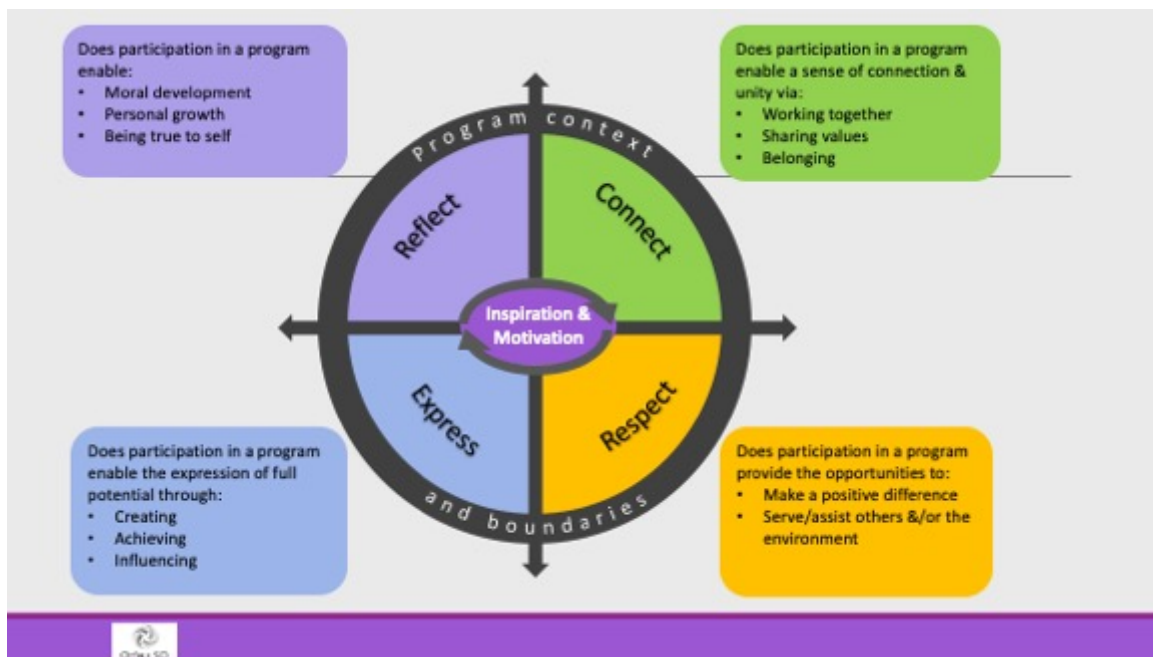 Does participation in a program
enable:
• Moral development
• Personal growth
• Being true to self
Does participation in a program
enable a sense of connection &
unity via:
• Working together
• Sharing values
• Belonging
Program context
Reflect
Connect
Inspiration &
Motivation
Express
Respect
and boundaries
Does participation in a program
enable the expression of full
potential through:
• Creating
• Achieving
• Influencing
Does participation in a program
provide the opportunities to:
• Make a positive difference
• Serve/assist others &/or the
environment